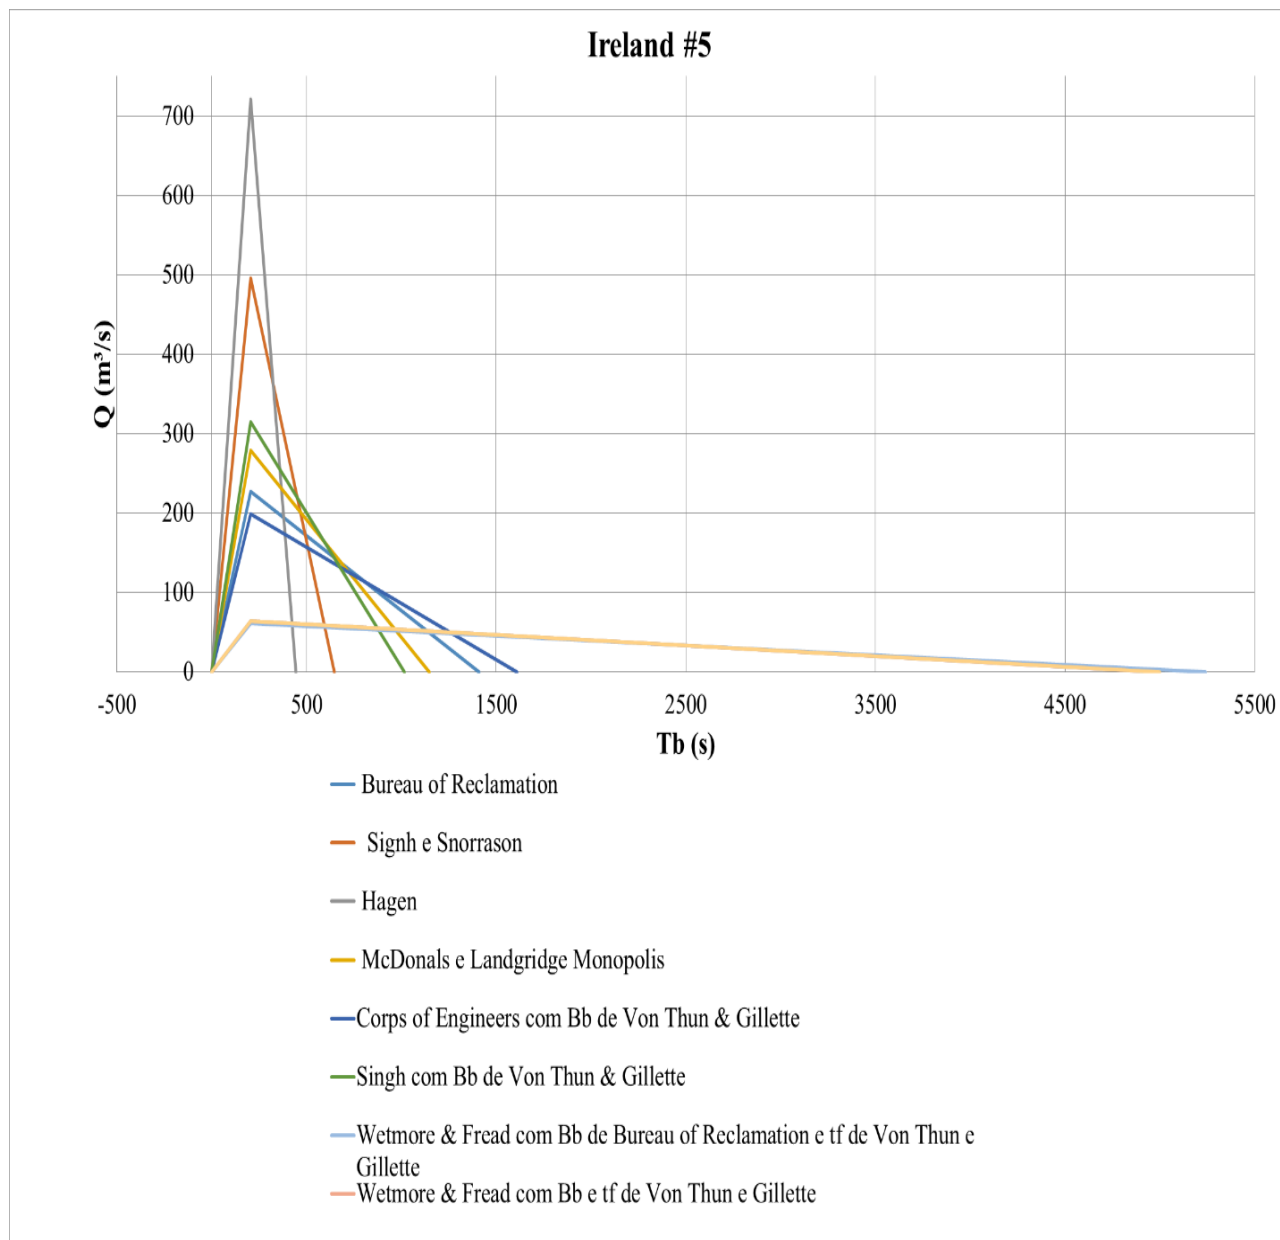 Ireland #5
700
600
500
400
300
200
100
0
Q (m³/s)
-500 500 1500 2500 3500 4500 5500
Tb (s)
Bureau of Reclamation
Signh e Snorrason
Hagen
McDonals e Landgridge Monopolis
Corps of Engineers com Bb de Von Thun & Gillette
Singh com Bb de Von Thun & Gillette
Wetmore & Fread com Bb de Bureau of Reclamation e tf de Von Thun e
Gillette
Wetmore & Fread com Bb e tf de Von Thun e Gillette